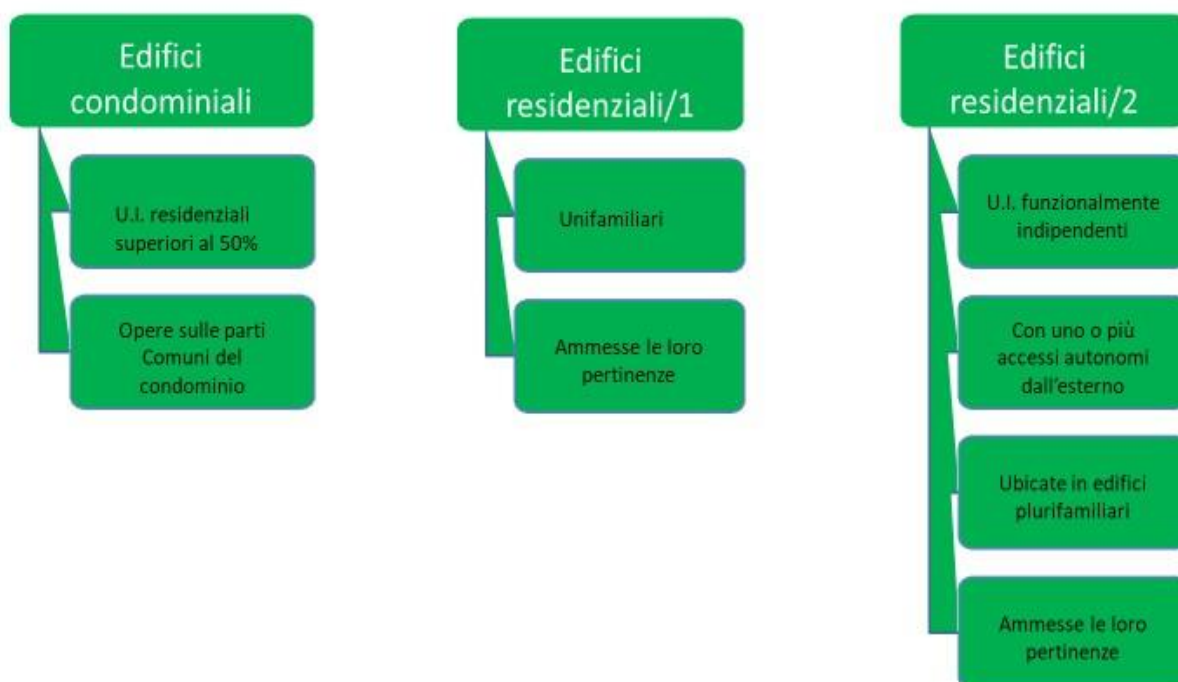 Edifici
condominiali
U.I. residenziali
superiori al 50%
Opere sulle parti
Comuni del
condominio
Edifici
residenziali/1
Unifamiliari
Ammesse le loro
pertinenze
Edifici
residenziali/2
U.I. funzionalmente
indipendenti
Con uno o più
accessi autonomi
dall'esterno
Ubicate in edifici
plurifamiliari
Ammesse le loro
pertinenze